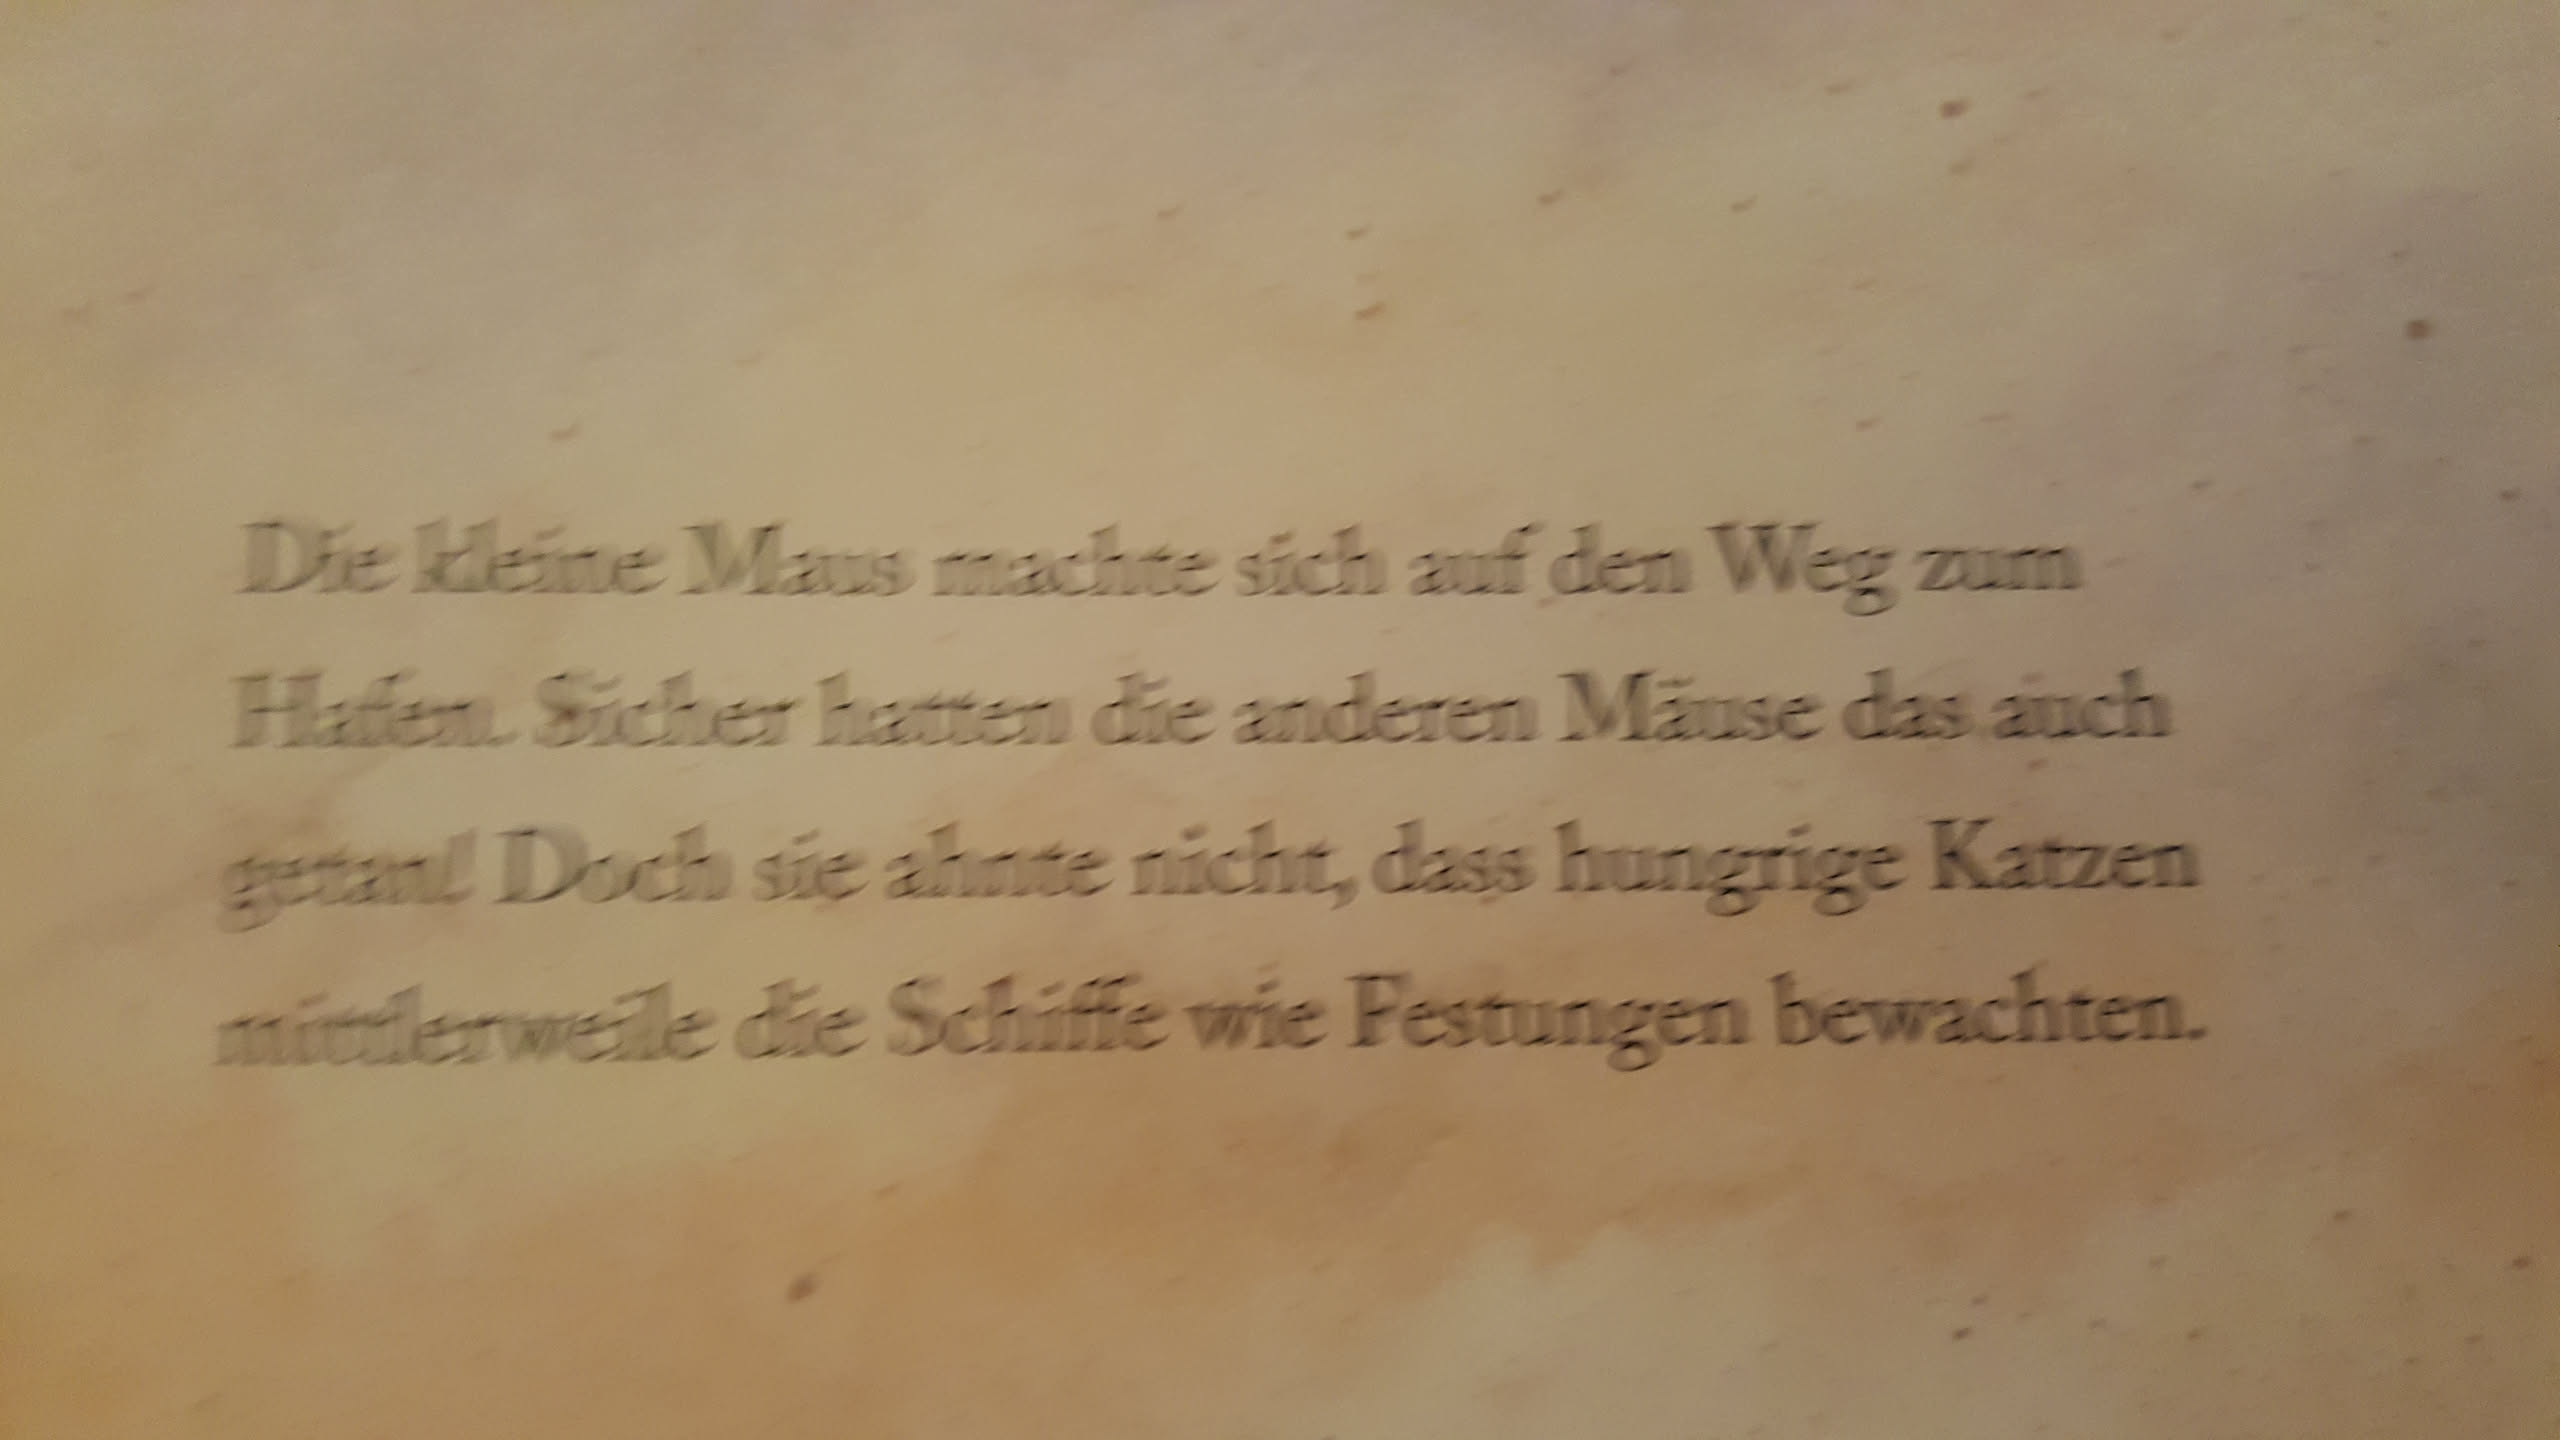 Die kleine Maus machte sich auf den Weg zum
Hafen. Sicher hatten die anderen Mäuse das auch
getan! Doch sie ahnte nicht, dass hungrige Katzen
mittlerweile die Schiffe wie Festungen bewachten.